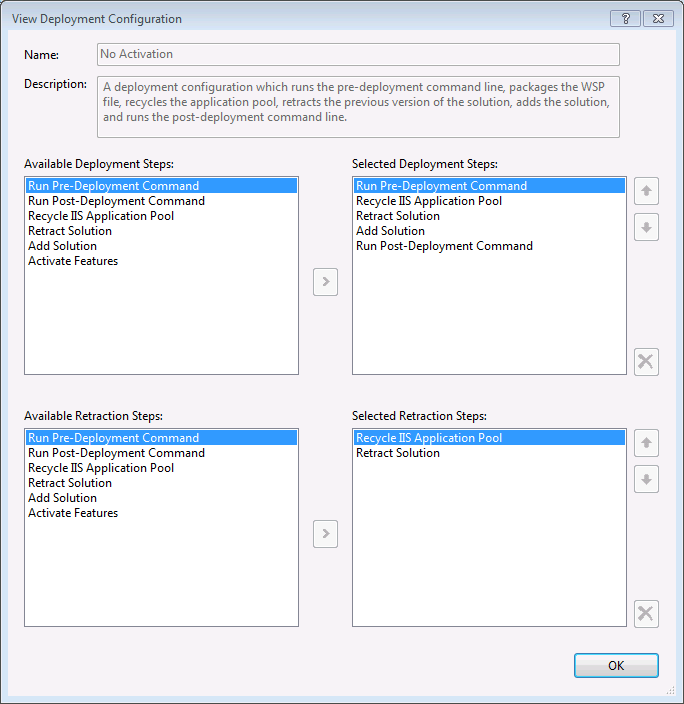 View Deployment Configuration
Name:
No Activation
Description:
A deployment configuration which runs the pre-deployment command line, packages the WSP
file, recycles the application pool, retracts the previous version of the solution, adds the solution,
and runs the post-deployment command line.
Available Deployment Steps:
Run Pre-Deployment Command
Run Post-Deployment Command
Recycle IIS Application Pool
Retract Solution
Add Solution
Activate Features
Selected Deployment Steps:
Run Pre-Deployment Command
Recycle IIS Application Pool
Retract Solution
Add Solution
Run Post-Deployment Command
Available Retraction Steps:
Run Pre-Deployment Command
Run Post-Deployment Command
Recycle IIS Application Pool
Retract Solution
Add Solution
Activate Features
Selected Retraction Steps:
Recycle IIS Application Pool
Retract Solution
OK